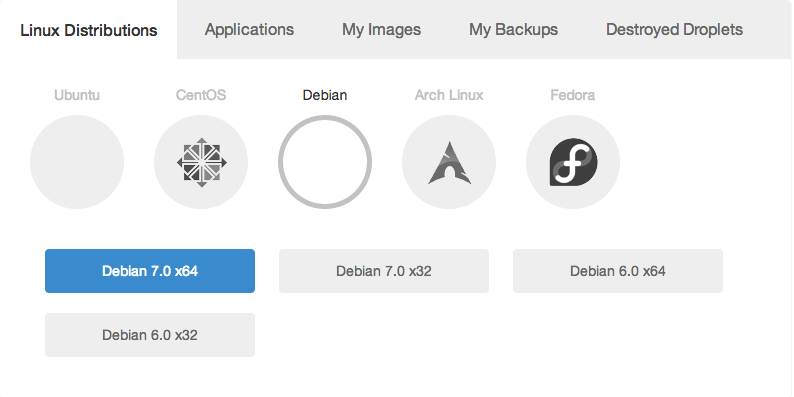 Linux Distributions Applications My Images My Backups Destroyed Droplets
Ubuntu CentOS Debian Arch Linux Fedora
Debian 7.0 x64 Debian 7.0 x32 Debian 6.0 x64
Debian 6.0 x32